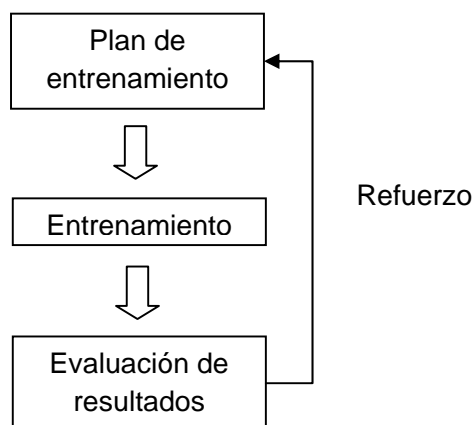 Plan de
entrenamiento
Entrenamiento
Refuerzo
Evaluación de
resultados